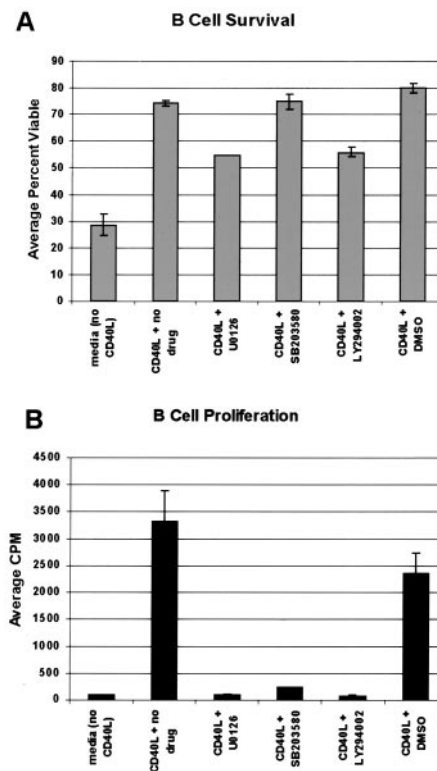 A
B Cell Survival
Average Percent Viable
90
80
70
60
50
40
30
20
10
0
media (no
CD40L)
CD40L + no
drug
CD40L +
U0126
CD40L +
SB203580
CD40L +
LY294002
CD40L +
DMSO
B
B Cell Proliferation
Average CPM
4500
4000
3500
3000
2500
2000
1500
1000
500
0
media (no
CD40L)
CD40L + no
drug
CD40L +
U0126
CD40L +
SB203580
CD40L +
LY294002
CD40L +
DMSO